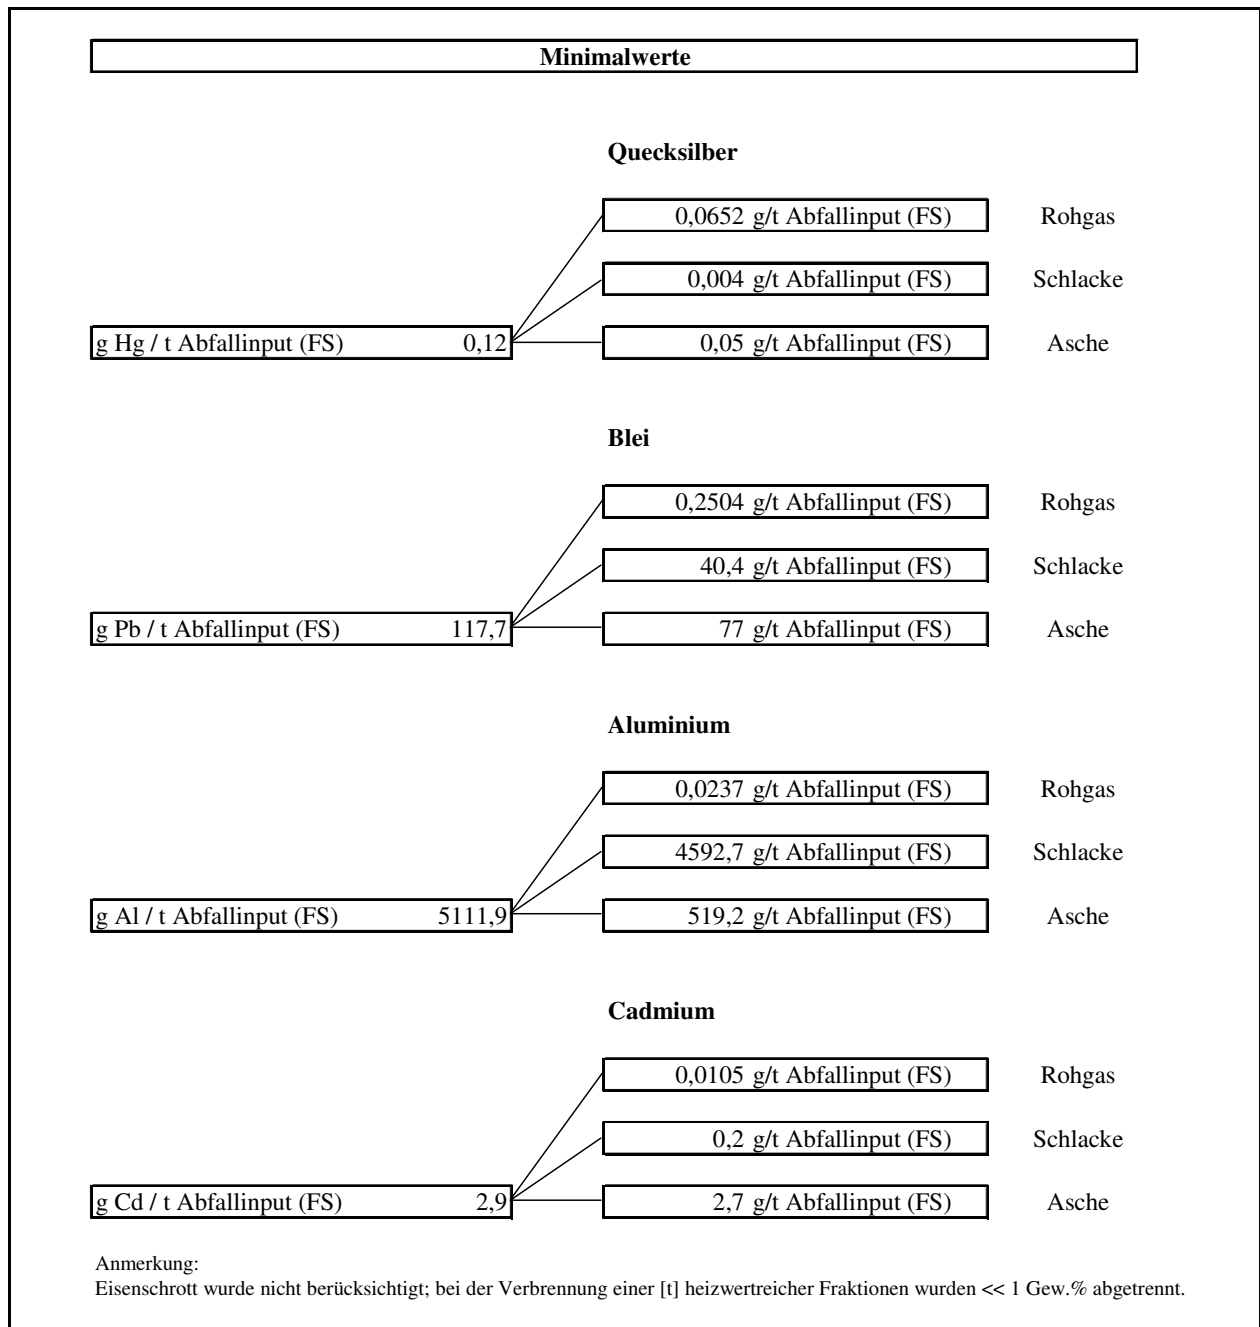 Minimalwerte
Quecksilber
0,0652 g/t Abfallinput (FS) Rohgas
0,004 g/t Abfallinput (FS) Schlacke
g Hg / t Abfallinput (FS) 0,12 0,05 g/t Abfallinput (FS) Asche
Blei
0,2504 g/t Abfallinput (FS) Rohgas
40,4 g/t Abfallinput (FS) Schlacke
g Pb / t Abfallinput (FS) 117,7 77 g/t Abfallinput (FS) Asche
Aluminium
0,0237 g/t Abfallinput (FS) Rohgas
4592,7 g/t Abfallinput (FS) Schlacke
g Al / t Abfallinput (FS) 5111,9 519,2 g/t Abfallinput (FS) Asche
Cadmium
0,0105 g/t Abfallinput (FS) Rohgas
0,2 g/t Abfallinput (FS) Schlacke
g Cd / t Abfallinput (FS) 2,9 2,7 g/t Abfallinput (FS) Asche
Anmerkung:
Eisenschrott wurde nicht berücksichtigt; bei der Verbrennung einer [t] heizwertreicher Fraktionen wurden << 1 Gew.% abgetrennt.